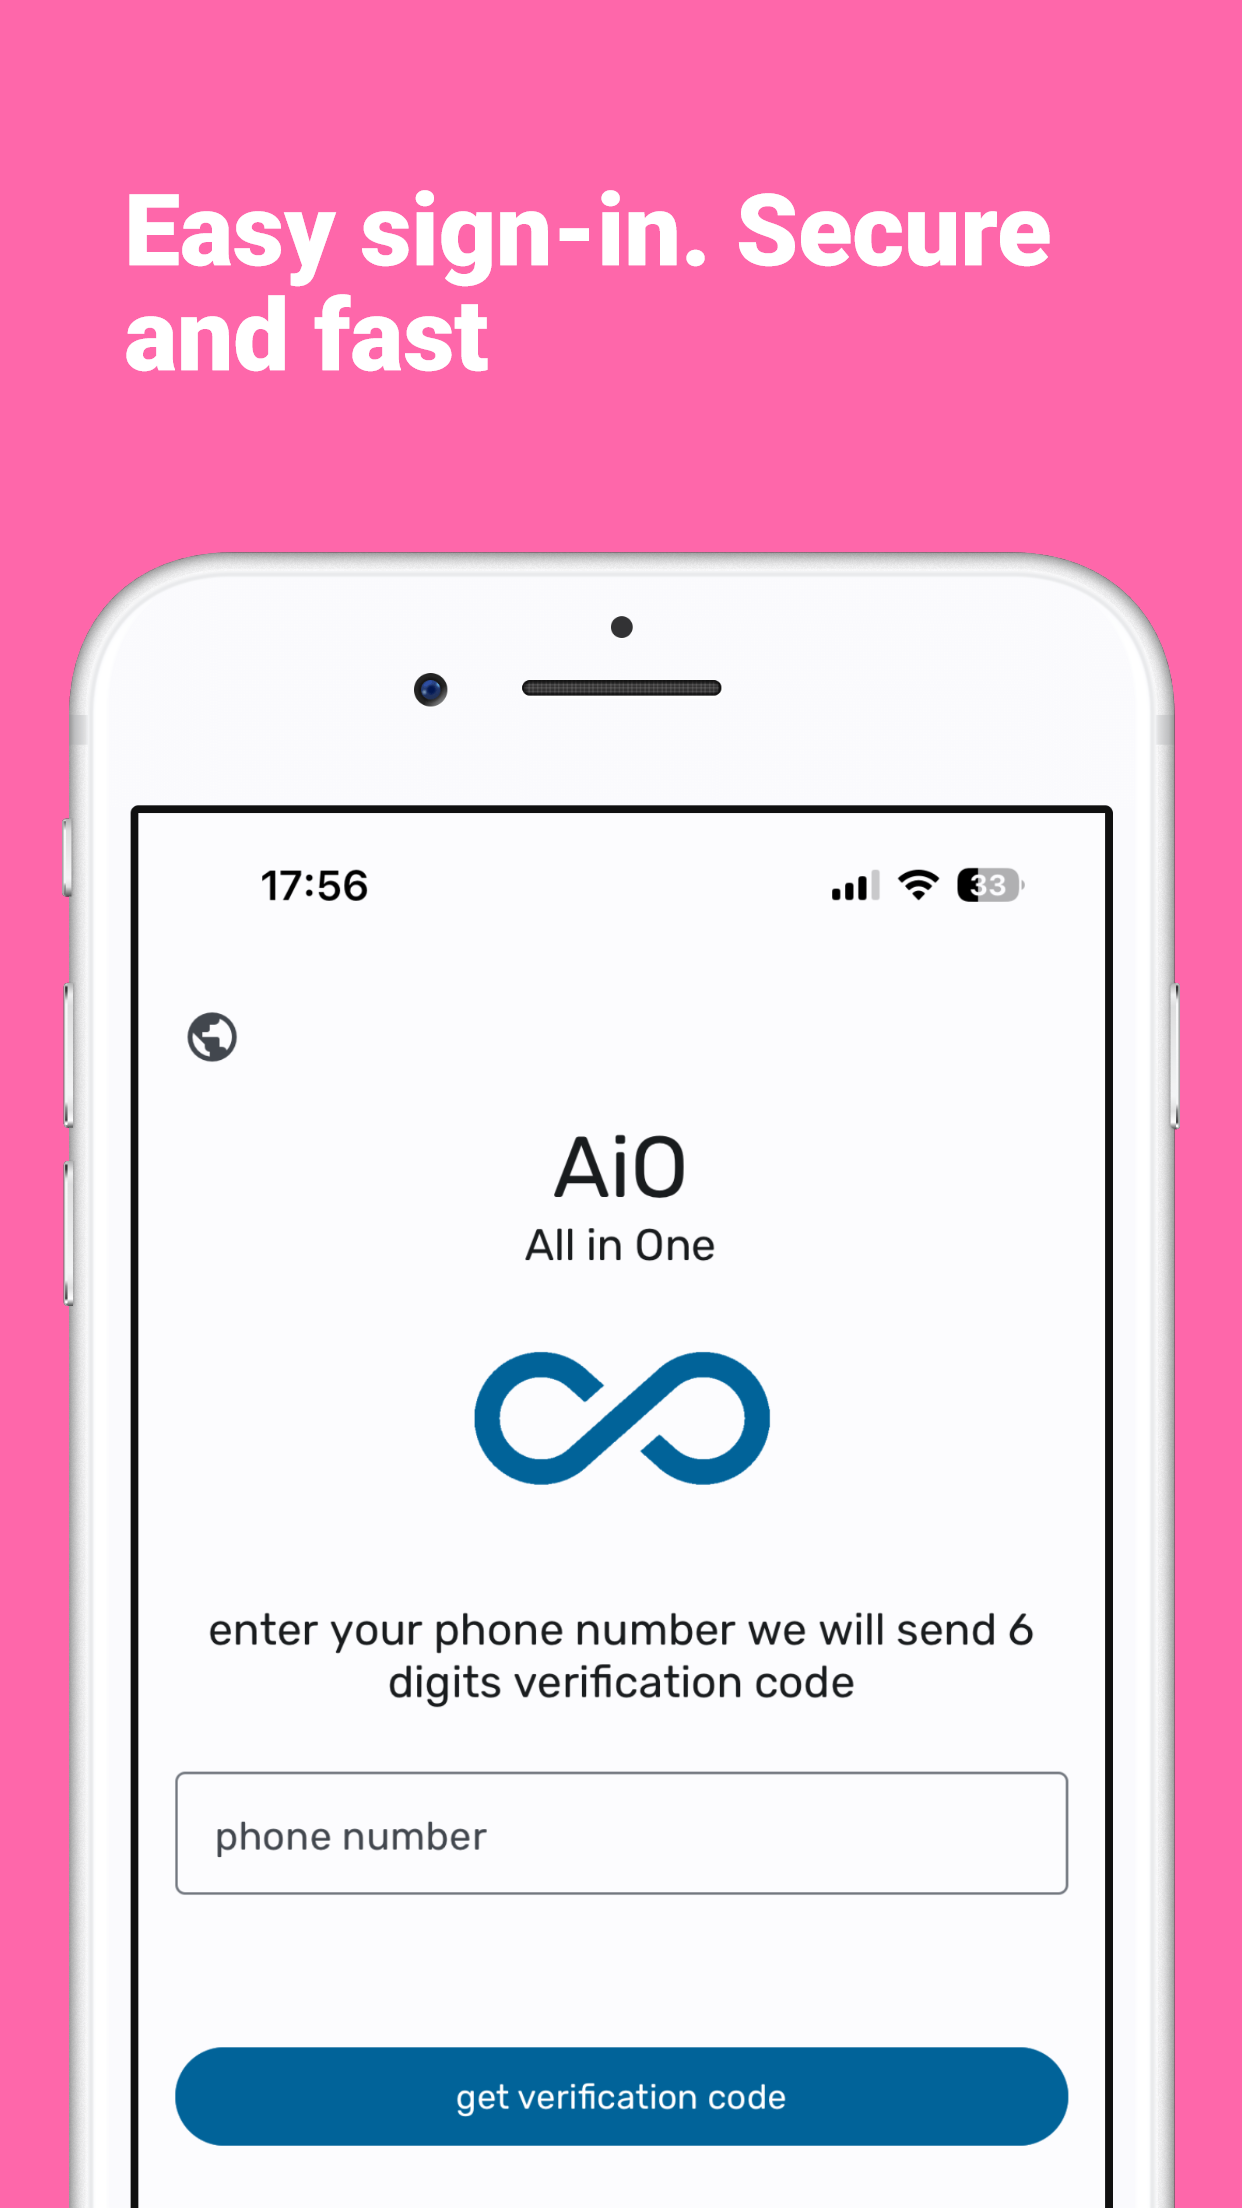 Easy sign-in. Secure
and fast
17:56
33
AiO
All in One
enter your phone number we will send 6
digits verification code
phone number
get verification code